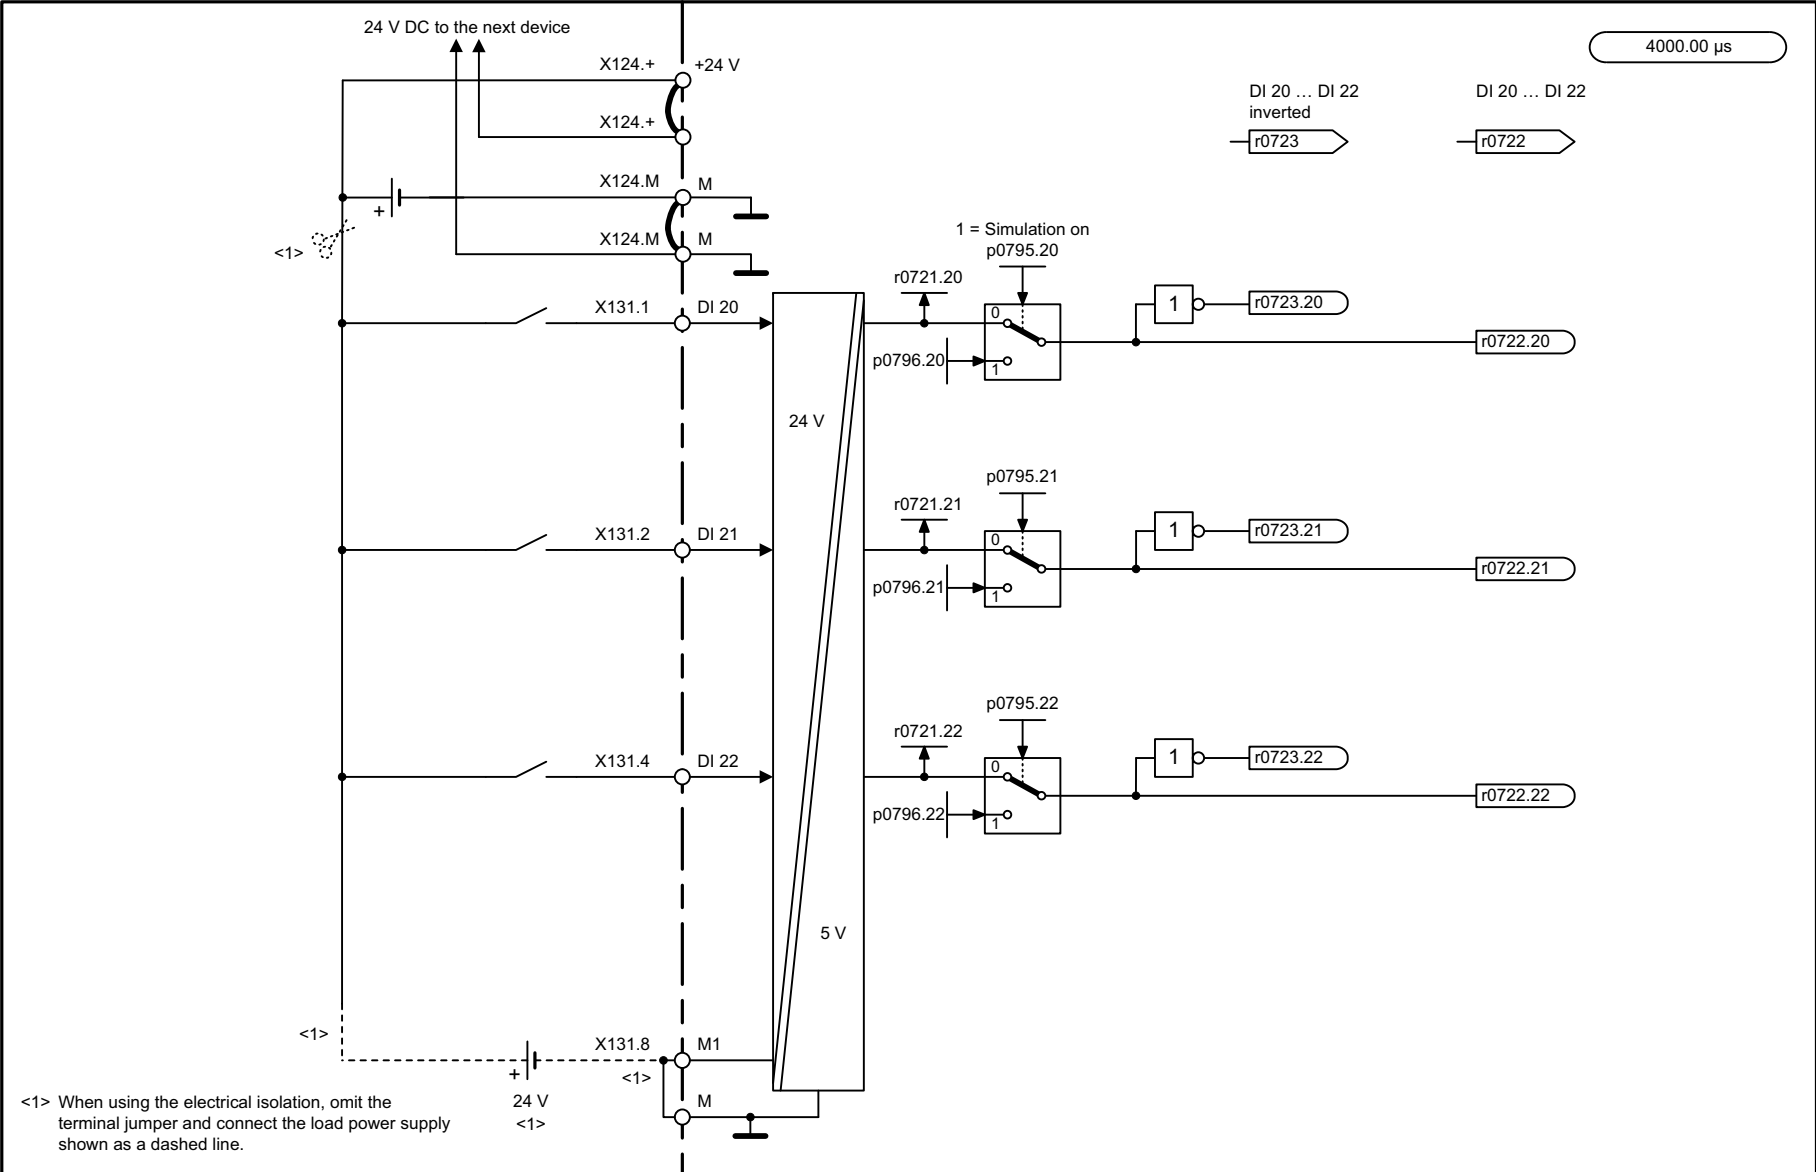 24 V DC to the next device
4000.00 µs
X124.+
+24 V
DI 20 … DI 22
inverted
DI 20 … DI 22
X124.+
r0723
r0722
X124.M
M
+
<1>
X124.M
M
1 = Simulation on
p0795.20
r0721.20
X131.1
DI 20
0
1
r0723.20
r0722.20
p0796.20
1
24 V
p0795.21
r0721.21
X131.2
DI 21
0
1
r0723.21
r0722.21
p0796.21
1
p0795.22
r0721.22
X131.4
DI 22
0
1
r0723.22
r0722.22
p0796.22
1
5 V
<1>
X131.8
M1
+
<1>
24 V
<1>
M
<1> When using the electrical isolation, omit the
terminal jumper and connect the load power supply
shown as a dashed line.